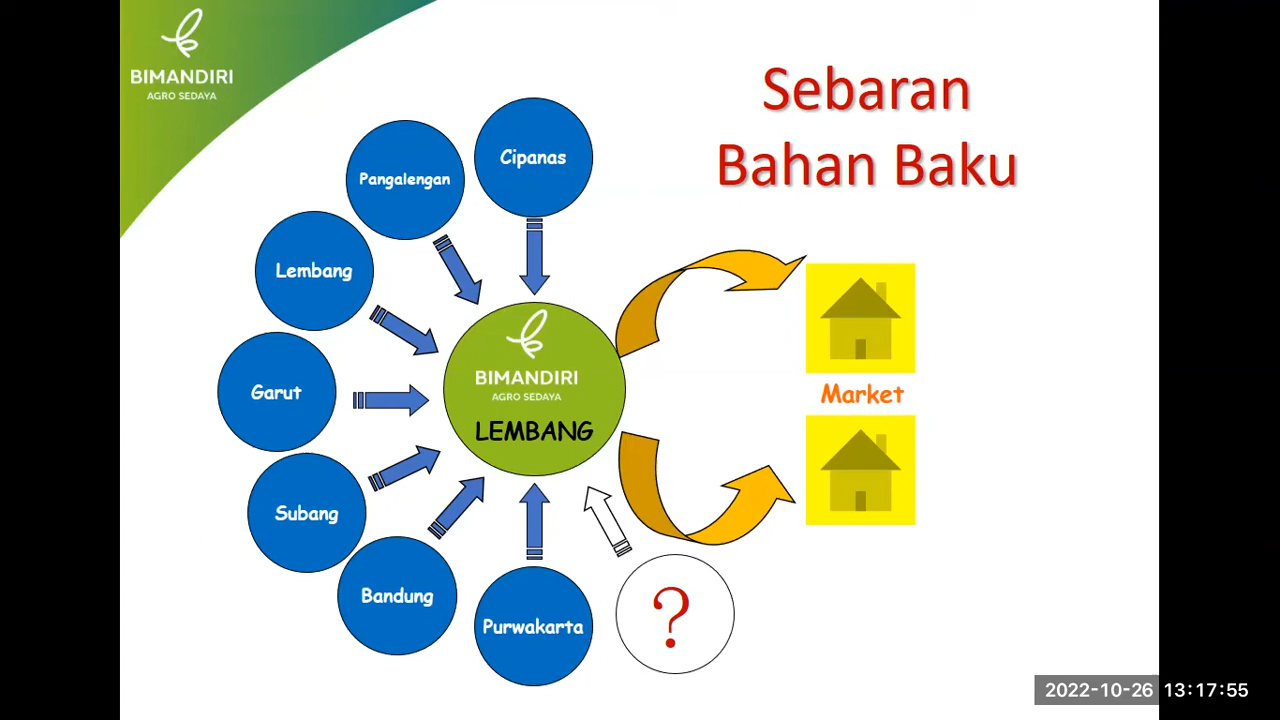 BIMANDIRI
AGRO SEDAYA
Sebaran
Bahan Baku
Cipanas
Pangalengan
Lembang
Garut
Subang
Bandung
Purwakarta
?
BIMANDIRI
AGRO SEDAYA
LEMBANG
Market
2022-10-26 13:17:55